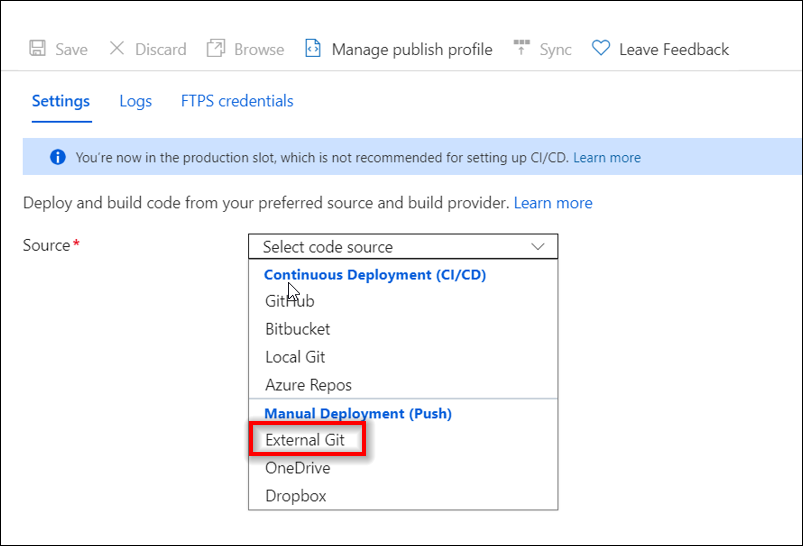 Save Discard Browse Manage publish profile Sync Leave Feedback
Settings Logs FTPS credentials
You're now in the production slot, which is not recommended for setting up CI/CD. Learn more
Deploy and build code from your preferred source and build provider. Learn more
Source* Select code source
Continuous Deployment (CI/CD)
GitHub
Bitbucket
Local Git
Azure Repos
Manual Deployment (Push)
External Git
OneDrive
Dropbox